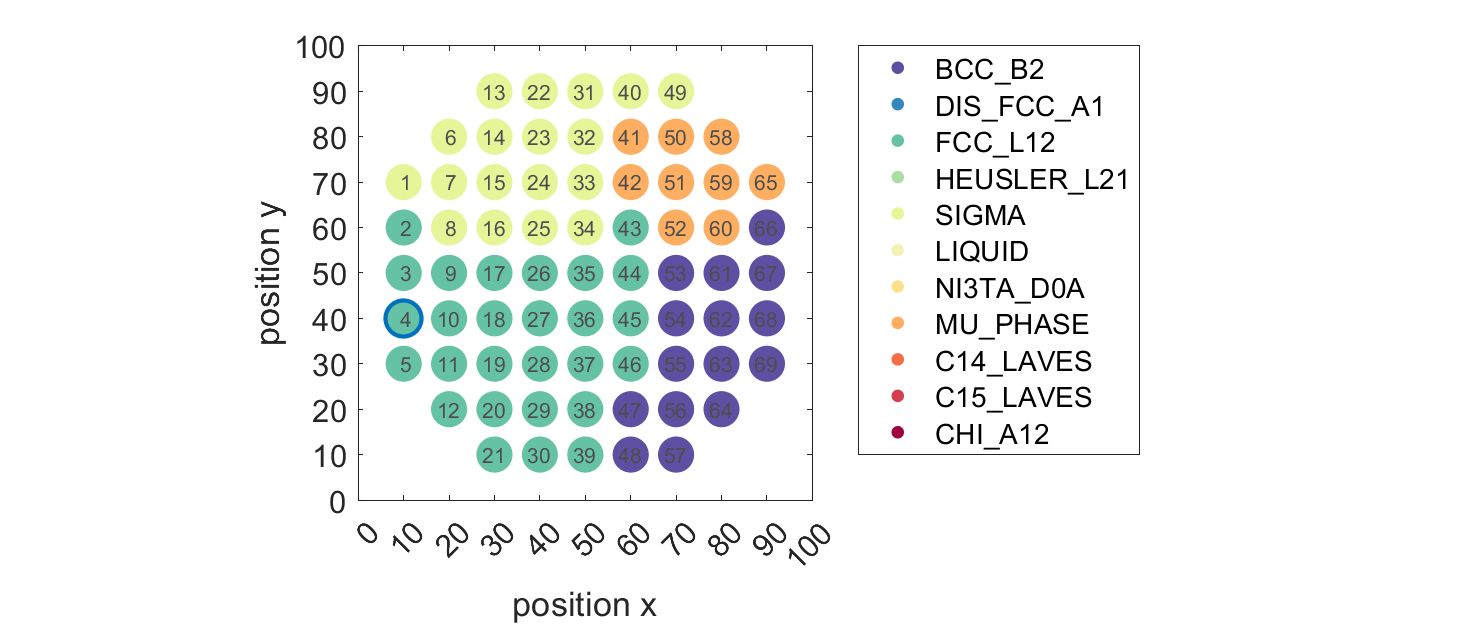 100
90
80
70
60
50
40
30
20
10
0
position y
13 22 31 40 49
6 14 23 32 41 50 58
1 7 15 24 33 42 51 59 65
2 8 16 25 34 43 52 60 66
3 9 17 26 35 44 53 61 67
4 10 18 27 36 45 54 62 68
5 11 19 28 37 46 55 63 69
12 20 29 38 47 56 64
21 30 39 48 57
0 10 20 30 40 50 60 70 80 90 100
position x
BCC_B2
DIS_FCC_A1
FCC_L12
HEUSLER_L21
SIGMA
LIQUID
NI3TA_D0A
MU_PHASE
C14_LAVES
C15_LAVES
CHI_A12